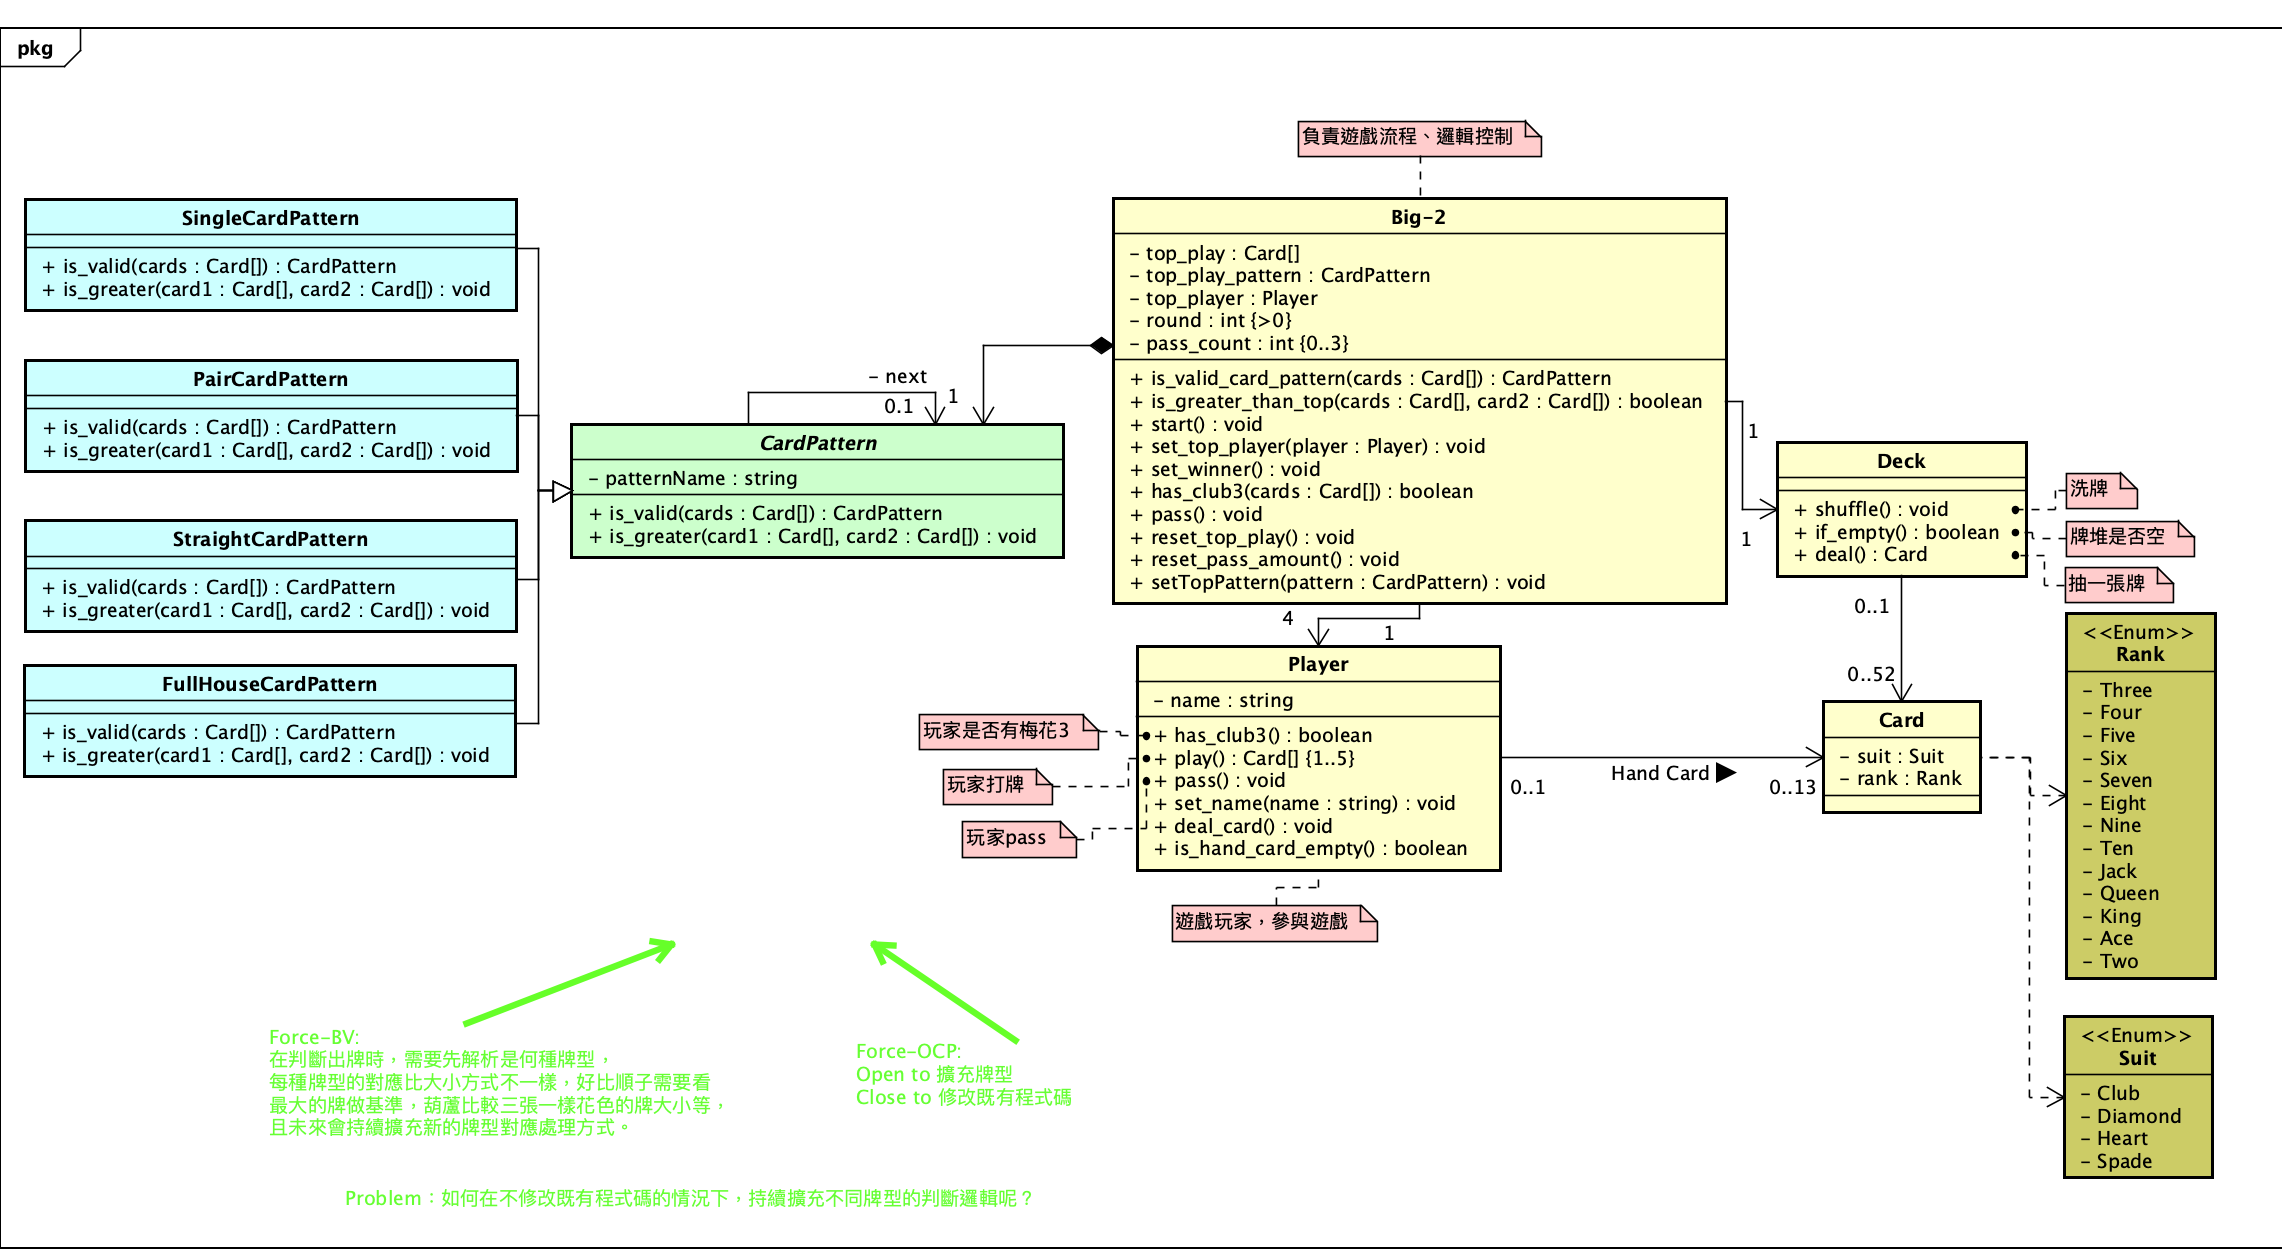 pkg
負責遊戲流程、邏輯控制
SingleCardPattern
+ is_valid(cards : Card[]) : CardPattern
+ is_greater(card1 : Card[], card2 : Card[]) : void
PairCardPattern
+ is_valid(cards : Card[]) : CardPattern
+ is_greater(card1 : Card[], card2 : Card[]) : void
StraightCardPattern
+ is_valid(cards : Card[]) : CardPattern
+ is_greater(card1 : Card[], card2 : Card[]) : void
FullHouseCardPattern
+ is_valid(cards : Card[]) : CardPattern
+ is_greater(card1 : Card[], card2 : Card[]) : void
- next
0.1
1
CardPattern
- patternName : string
+ is_valid(cards : Card[]) : CardPattern
+ is_greater(card1 : Card[], card2 : Card[]) : void
Big-2
- top_play : Card[]
- top_play_pattern : CardPattern
- top_player : Player
- round : int {>0}
- pass_count : int {0..3}
+ is_valid_card_pattern(cards : Card[]) : CardPattern
+ is_greater_than_top(cards : Card[], card2 : Card[]) : boolean
+ start() : void
+ set_top_player(player : Player) : void
+ set_winner() : void
+ has_club3(cards : Card[]) : boolean
+ pass() : void
+ reset_top_play() : void
+ reset_pass_amount() : void
+ setTopPattern(pattern : CardPattern) : void
1
1
Deck
+ shuffle() : void
+ if_empty() : boolean
+ deal() : Card
洗牌
牌堆是否空
抽一張牌
4
1
0..1
0..52
Player
- name : string
+ has_club3() : boolean
+ play() : Card[] {1..5}
+ pass() : void
+ set_name(name : string) : void
+ deal_card() : void
+ is_hand_card_empty() : boolean
玩家是否有梅花3
玩家打牌
玩家pass
遊戲玩家，參與遊戲
0..1
Hand Card
0..13
Card
- suit : Suit
- rank : Rank
<<Enum>>
Rank
- Three
- Four
- Five
- Six
- Seven
- Eight
- Nine
- Ten
- Jack
- Queen
- King
- Ace
- Two
<<Enum>>
Suit
- Club
- Diamond
- Heart
- Spade
Force-BV:
在判斷出牌時，需要先解析是何種牌型，
每種牌型的對應比大小方式不一樣，好比順子需要看
最大的牌做基準，葫蘆比較三張一樣花色的牌大小等，
且未來會持續擴充新的牌型對應處理方式。
Force-OCP:
Open to 擴充牌型
Close to 修改既有程式碼
Problem：如何在不修改既有程式碼的情況下，持續擴充不同牌型的判斷邏輯呢？